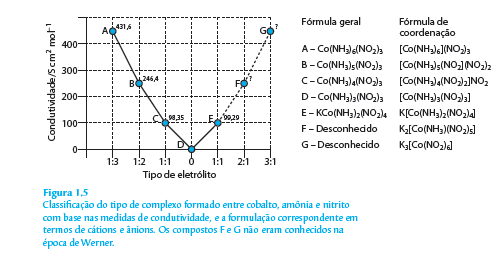 Condutividade/S cm² mol⁻¹
400
300
200
100
0
A 431,6
B 246,4
C 98,35
D
E 99,29
F ?
G ?
1:3 1:2 1:1 0 1:1 2:1 3:1
Tipo de eletrólito
Fórmula geral Fórmula de coordenação
A – Co(NH₃)₆(NO₂)₃ [Co(NH₃)₆](NO₂)₃
B – Co(NH₃)₅(NO₂)₃ [Co(NH₃)₅(NO₂](NO₂)₂
C – Co(NH₃)₄(NO₂)₃ [Co(NH₃)₄(NO₂)₂]NO₂
D – Co(NH₃)₃(NO₂)₃ [Co(NH₃)₃(NO₂)₃]
E – KCo(NH₃)₂(NO₂)₄ K[Co(NH₃)₂(NO₂)₄]
F – Desconhecido K₂[Co(NH₃)(NO₂)₅]
G – Desconhecido K₃[Co(NO₂)₆]
Figura 1.5
Classificação do tipo de complexo formado entre cobalto, amônia e nitrito
com base nas medidas de condutividade, e a formulação correspondente em
termos de cátions e ânions. Os compostos F e G não eram conhecidos na
época de Werner.